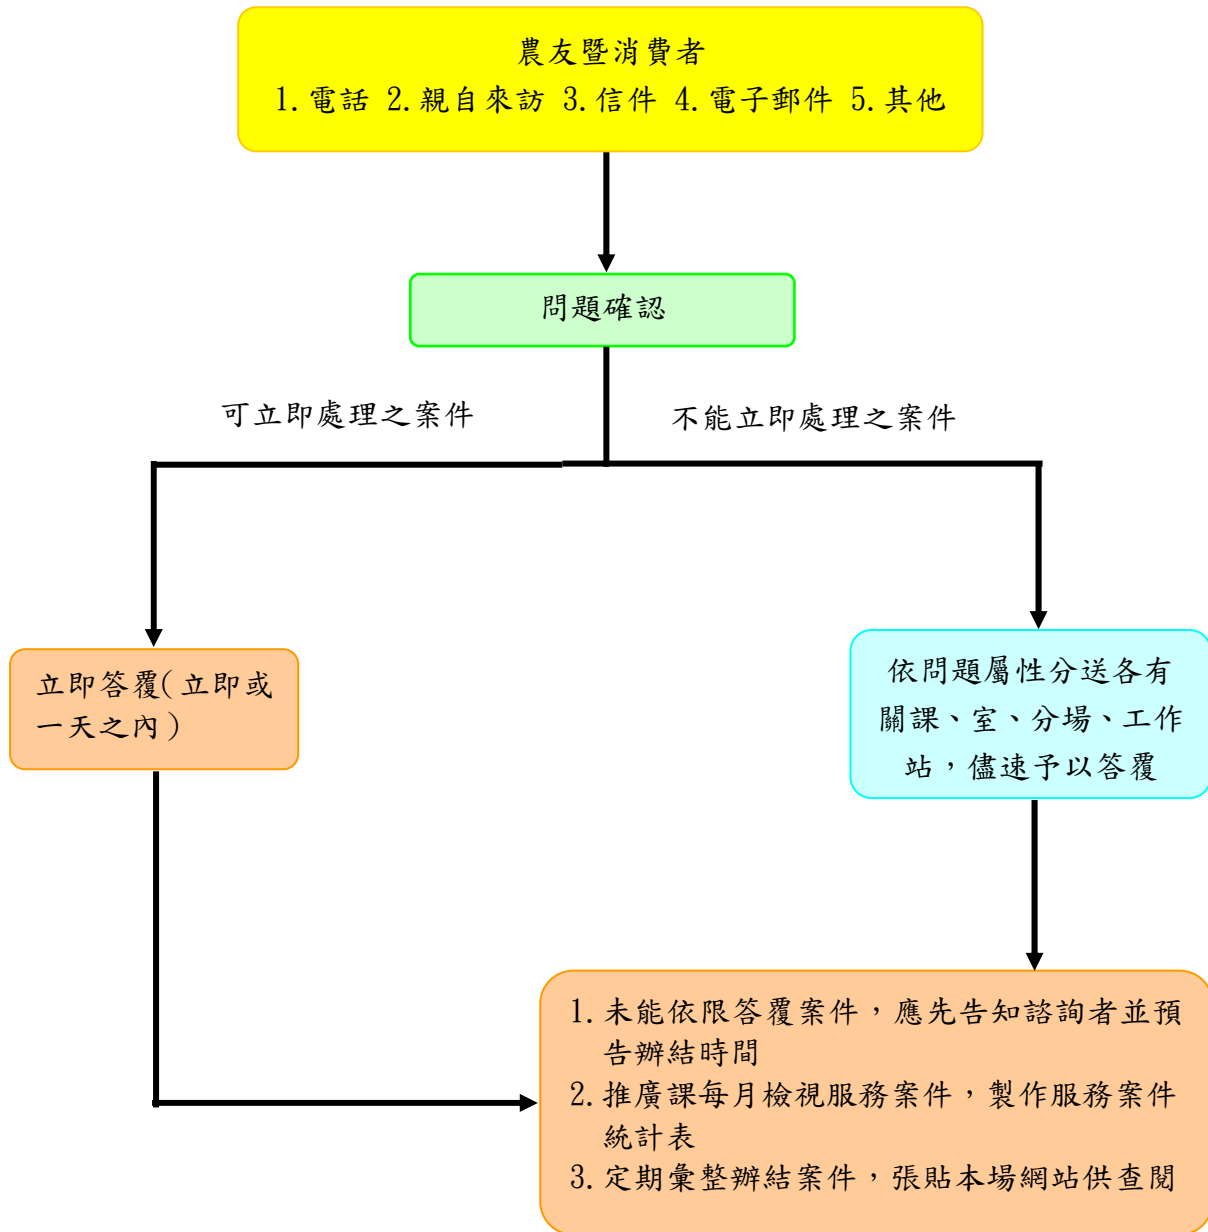 農友暨消費者
1.電話 2.親自來訪 3.信件 4.電子郵件 5.其他
問題確認
可立即處理之案件
不能立即處理之案件
立即答覆(立即或
一天之內)
依問題屬性分送各有
關課、室、分場、工作
站，儘速予以答覆
1.未能依限答覆案件，應先告知諮詢者並預
告辦結時間
2.推廣課每月檢視服務案件，製作服務案件
統計表
3.定期彙整辦結案件，張貼本場網站供查閱